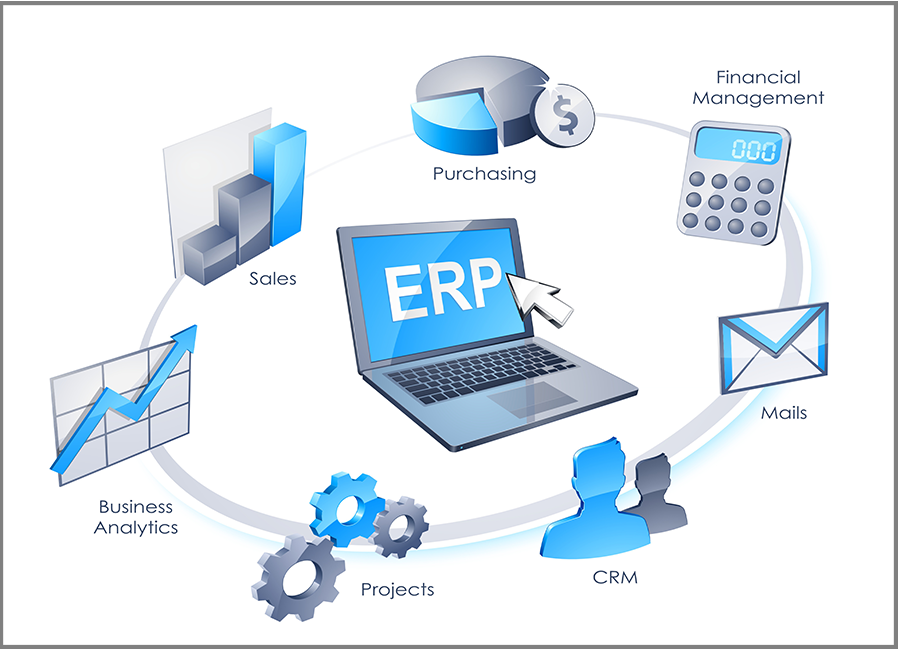 Financial
Management
Purchasing
000
$
Sales
ERP
Mails
Business
Analytics
CRM
Projects